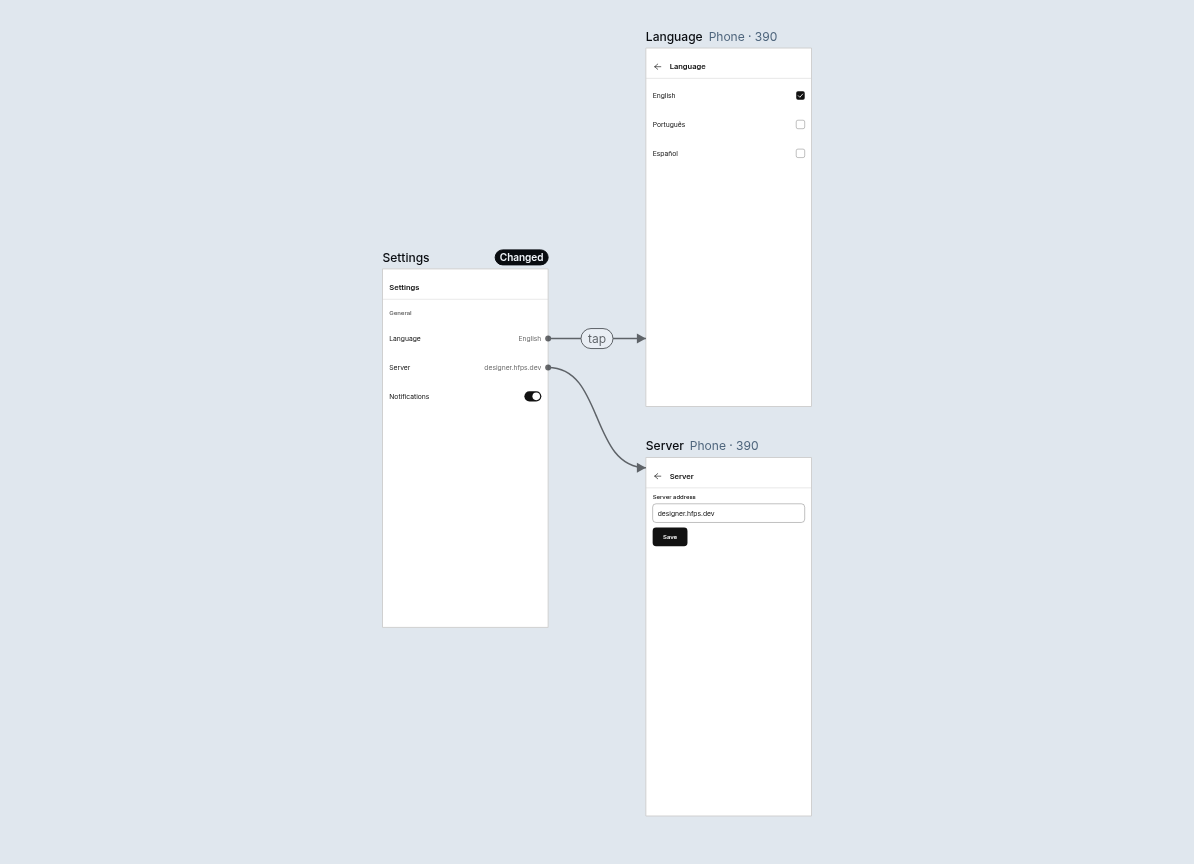 Language Phone · 390
Language
English
Português
Español
Settings Changed
Settings
General
Language English
Server designer.hfps.dev
Notifications
tap
Server Phone · 390
Server
Server address
designer.hfps.dev
Save